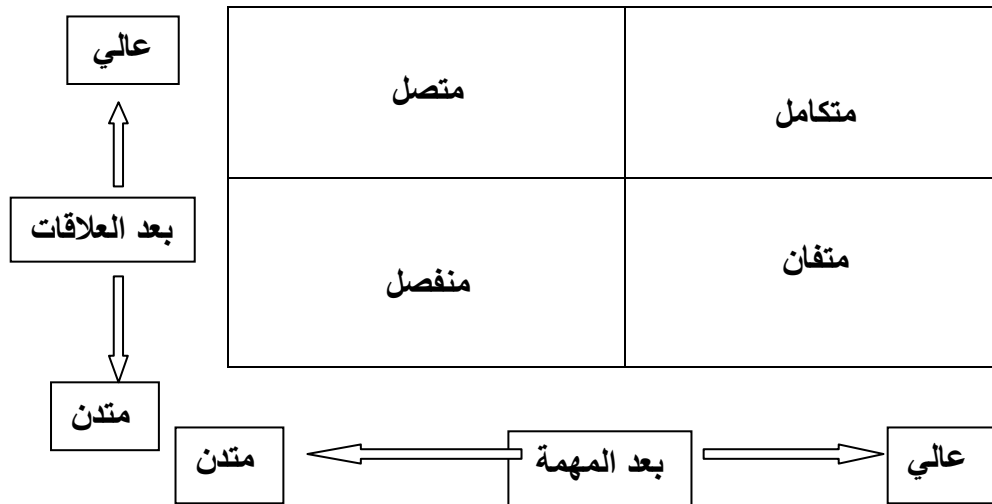 عالي
متصل
متكامل
بعد العلاقات
منفصل
متفان
متدن
متدن
بعد المهمة
عالي